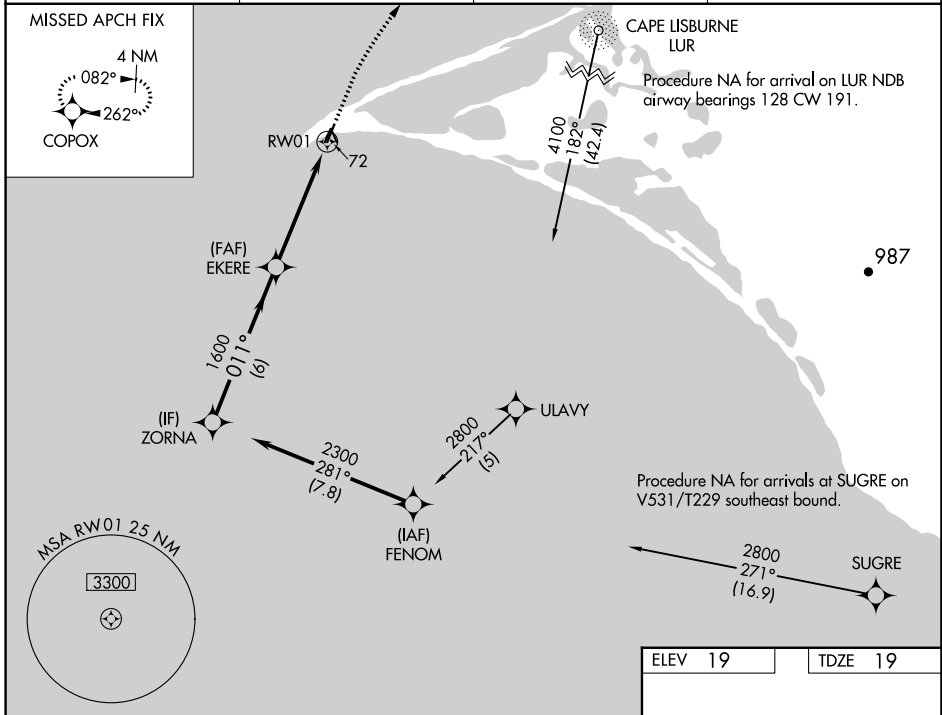 MISSED APCH FIX
4 NM
082°
262°
COPOX
CAPE LISBURNE
LUR
Procedure NA for arrival on LUR NDB
airway bearings 128 CW 191.
4100
182°
(42.4)
RW01
72
(FAF)
EKERE
987
1600
011°
(6)
(IF)
ZORNA
ULAVY
2800
217°
(5)
2300
281°
(7.8)
(IAF)
FENOM
Procedure NA for arrivals at SUGRE on
V531/T229 southeast bound.
2800
271°
(16.9)
SUGRE
MSA RW01 25 NM
3300
ELEV 19
TDZE 19